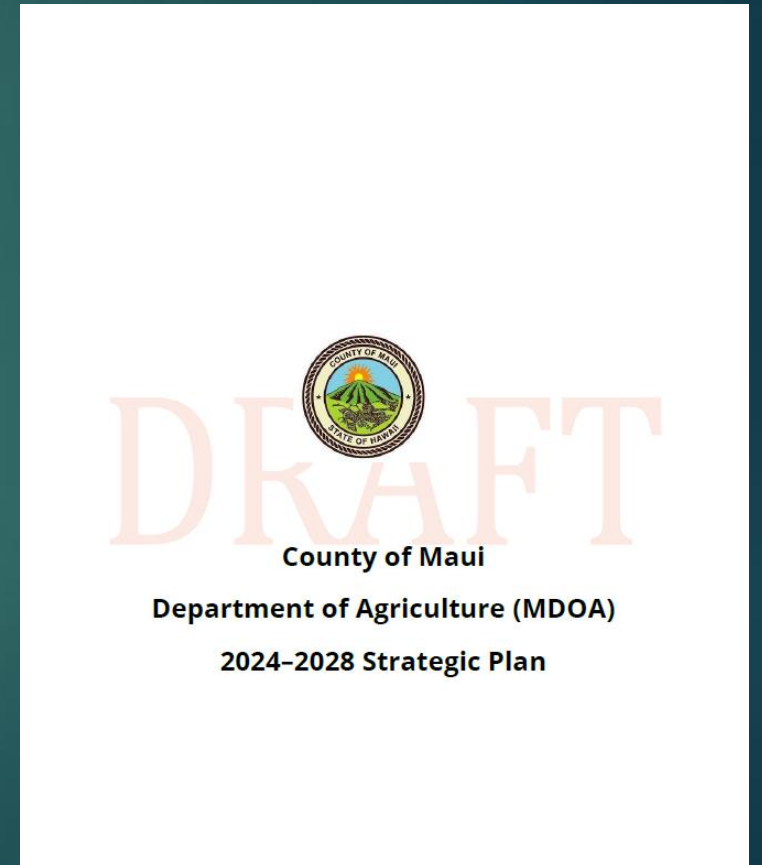 COUNTY OF MAUI
STATE OF HAWAII
DRAFT
County of Maui
Department of Agriculture (MDOA)
2024–2028 Strategic Plan